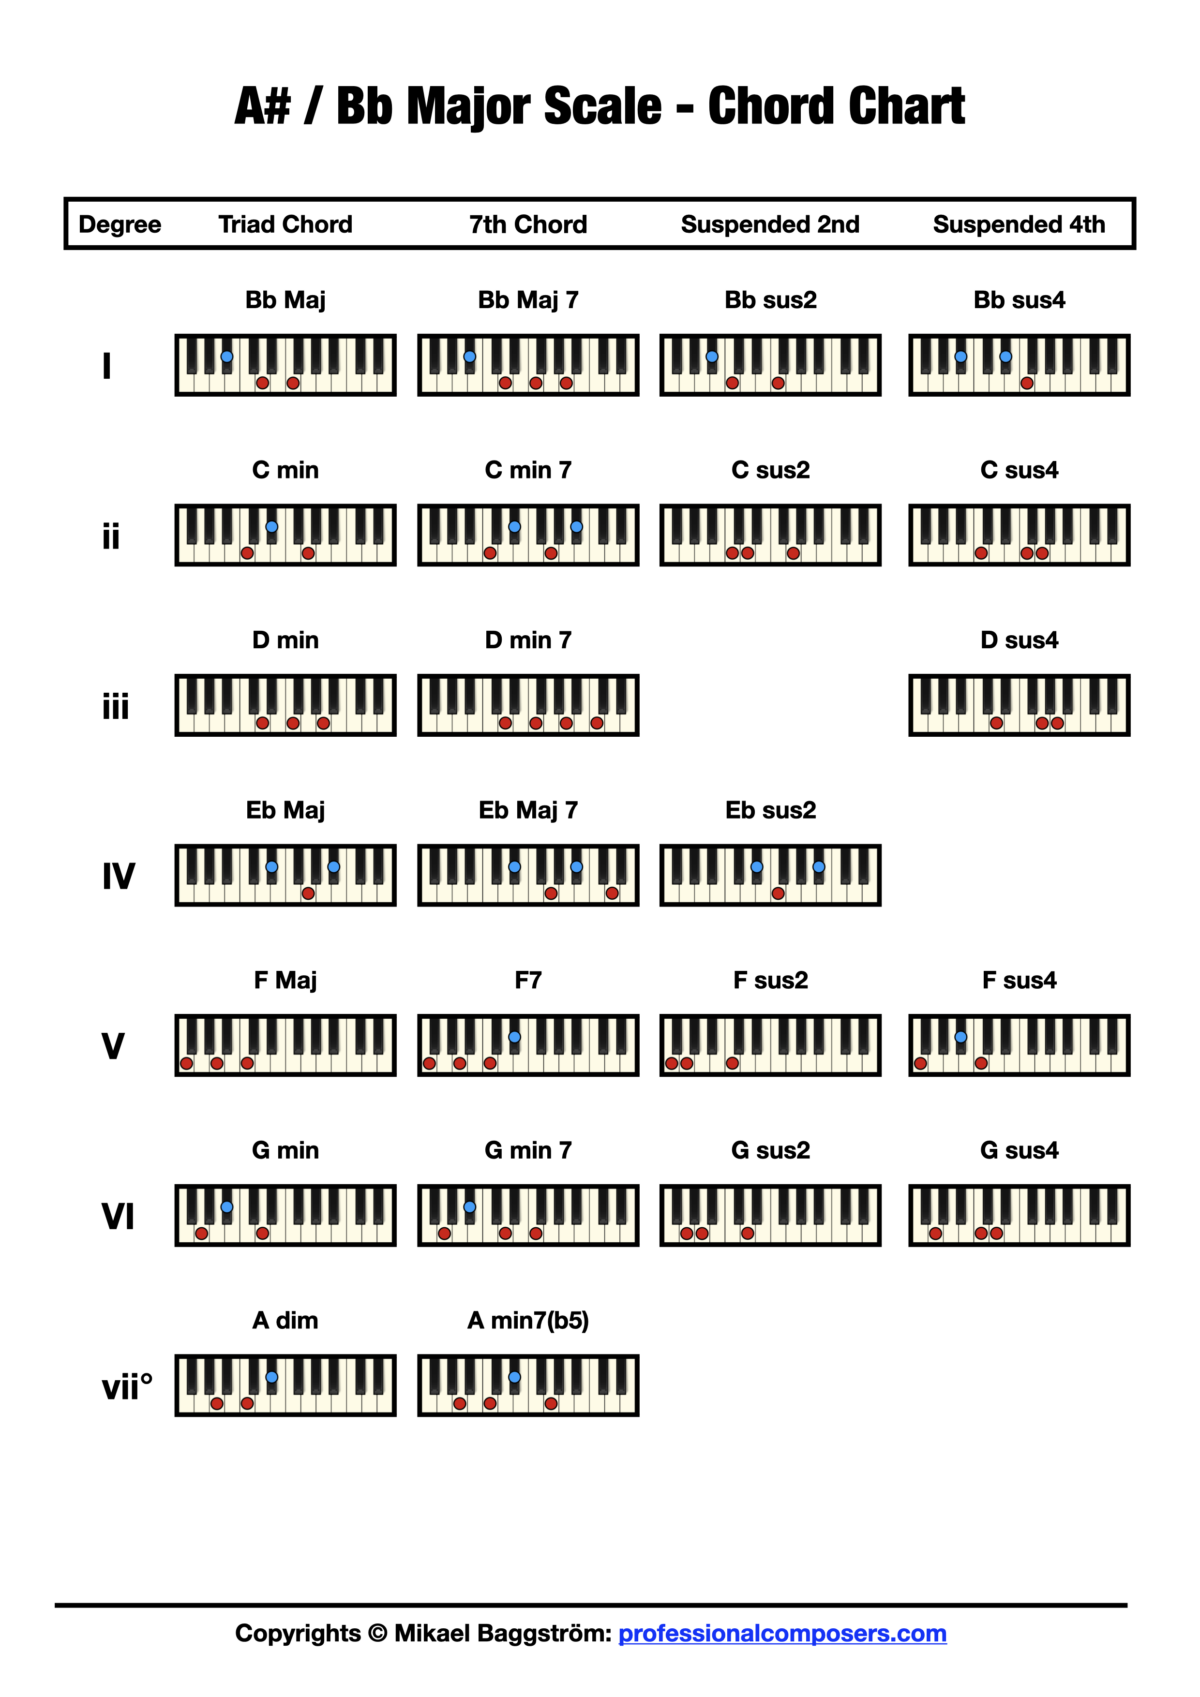 A# / Bb Major Scale - Chord Chart
Degree Triad Chord 7th Chord Suspended 2nd Suspended 4th
Bb Maj Bb Maj 7 Bb sus2 Bb sus4
I
C min C min 7 C sus2 C sus4
ii
D min D min 7 D sus4
iii
Eb Maj Eb Maj 7 Eb sus2
IV
F Maj F7 F sus2 F sus4
V
G min G min 7 G sus2 G sus4
VI
A dim A min7(b5)
vii°
Copyrights © Mikael Baggström: professionalcomposers.com